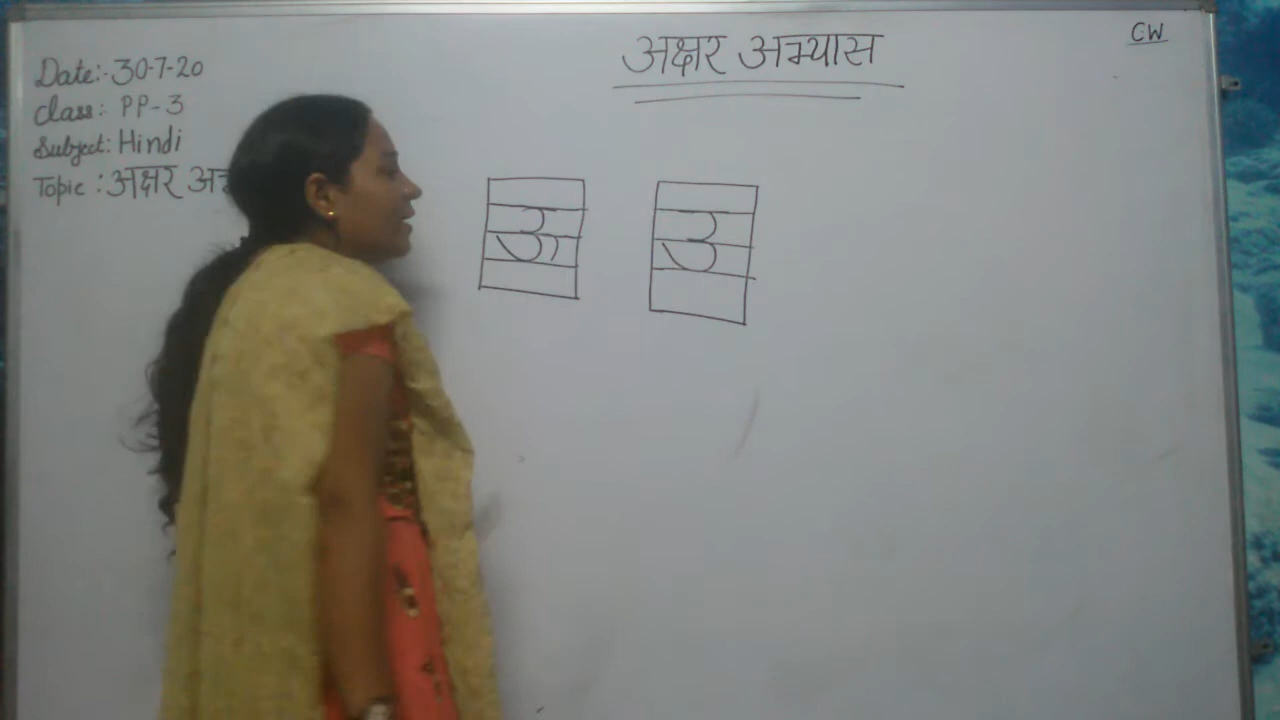 CW
अक्षर अभ्यास
Date:- 30-7-20
Class:- PP-3
Subject: Hindi
Topic : अक्षर
उ